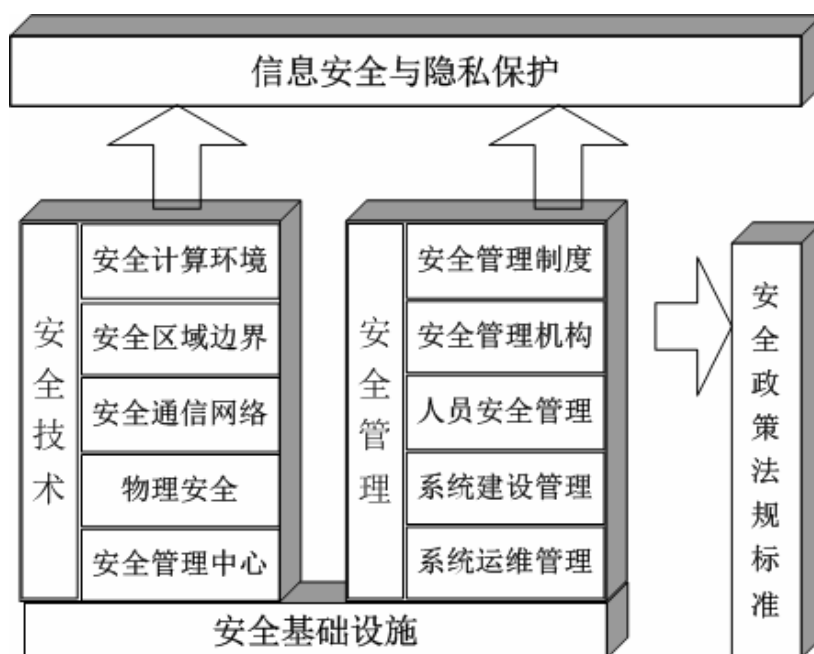 信息安全与隐私保护
安全技术
安全计算环境
安全区域边界
安全通信网络
物理安全
安全管理中心
安全管理
安全管理制度
安全管理机构
人员安全管理
系统建设管理
系统运维管理
安全政策法规标准
安全基础设施